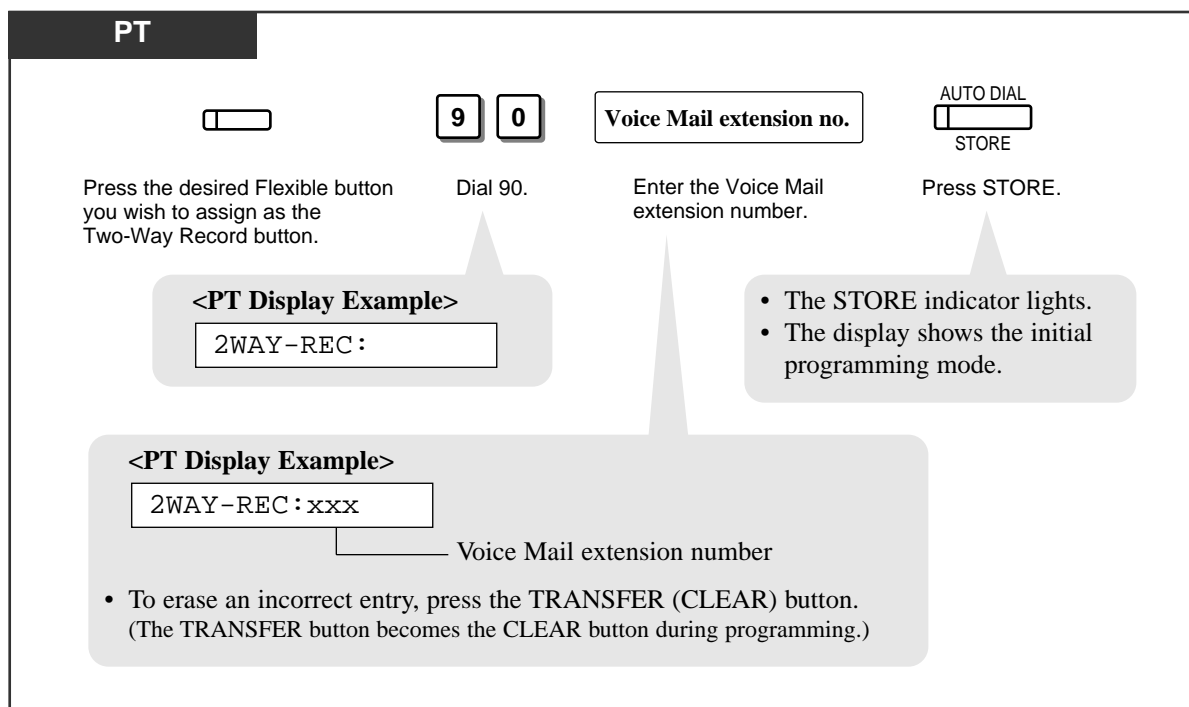 PT
9 0
Voice Mail extension no.
AUTO DIAL
STORE
Press the desired Flexible button
you wish to assign as the
Two-Way Record button.
Dial 90.
Enter the Voice Mail
extension number.
Press STORE.
<PT Display Example>
2WAY-REC:
• The STORE indicator lights.
• The display shows the initial
programming mode.
<PT Display Example>
2WAY-REC:xxx
Voice Mail extension number
• To erase an incorrect entry, press the TRANSFER (CLEAR) button.
(The TRANSFER button becomes the CLEAR button during programming.)